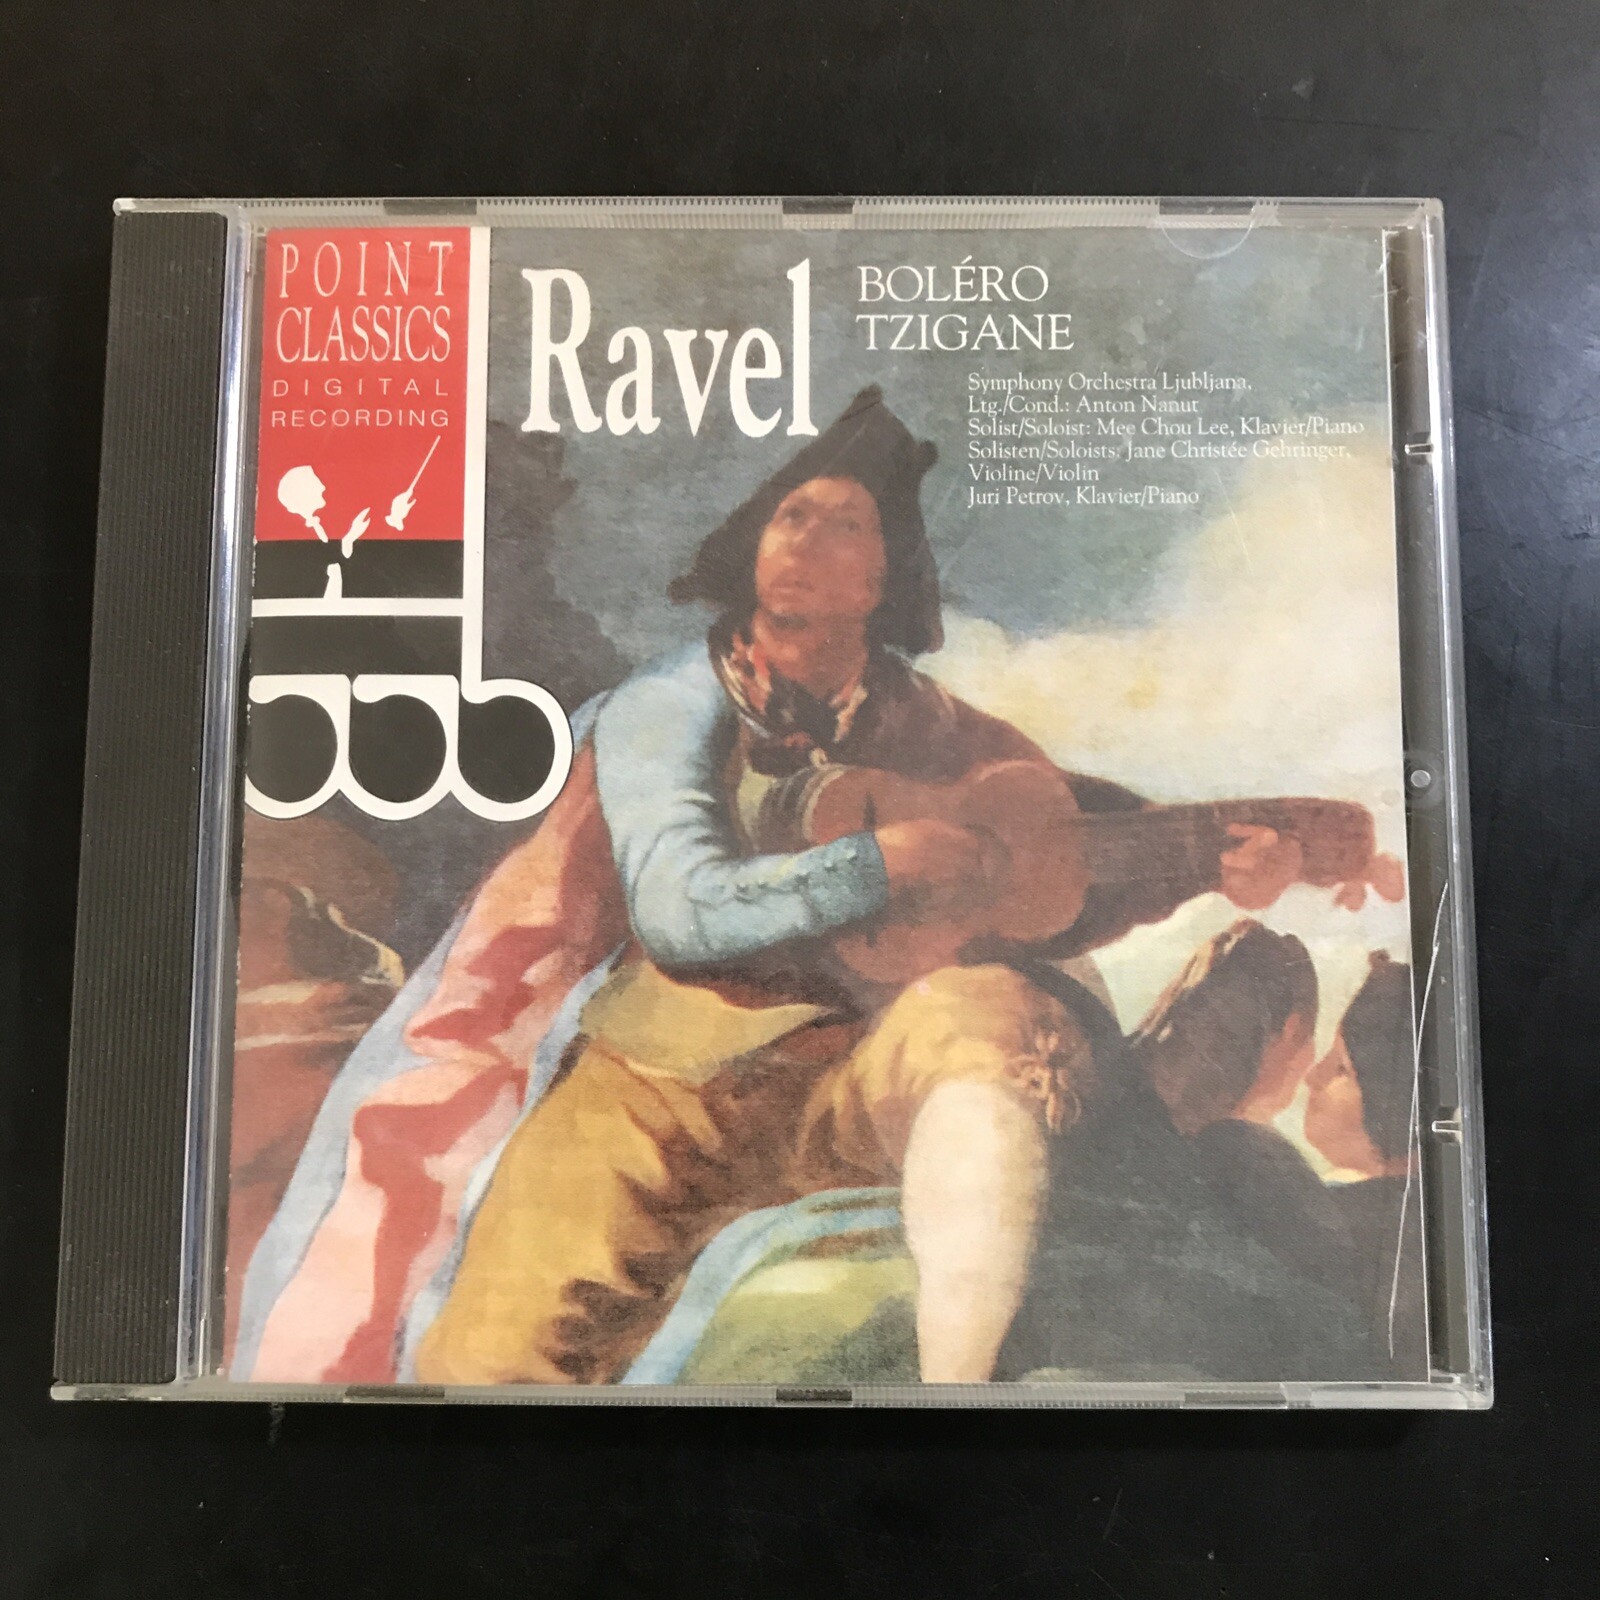 POINT
CLASSICS
DIGITAL
RECORDING
Ravel
BOLÉRO
TZIGANE
Symphony Orchestra Ljubljana,
Ltg./Cond.: Anton Nanut
Solist/Soloist: Mee Chou Lee, Klavier/Piano
Solisten/Soloists: Jane Christée Gehringer,
Violine/Violin
Juri Petrov, Klavier/Piano